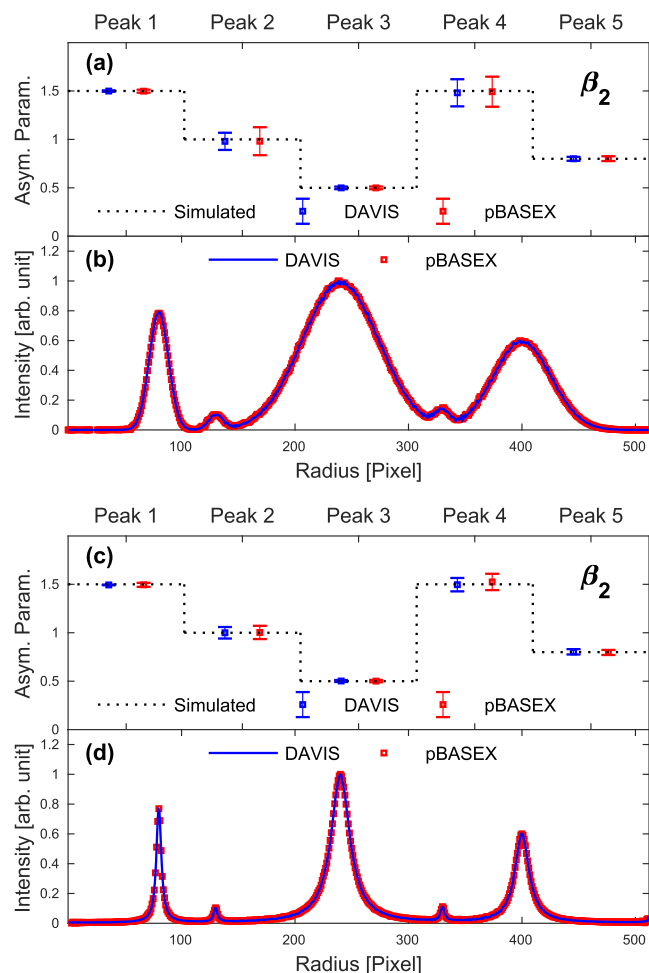 Peak 1 Peak 2 Peak 3 Peak 4 Peak 5
(a) β2
Asym. Param.
1.5
1
0.5
0
Simulated DAVIS pBASEX
(b) DAVIS pBASEX
Intensity [arb. unit]
1.2
1
0.8
0.6
0.4
0.2
0
100 200 300 400 500
Radius [Pixel]
Peak 1 Peak 2 Peak 3 Peak 4 Peak 5
(c) β2
Asym. Param.
1.5
1
0.5
0
Simulated DAVIS pBASEX
(d) DAVIS pBASEX
Intensity [arb. unit]
1.2
1
0.8
0.6
0.4
0.2
0
100 200 300 400 500
Radius [Pixel]